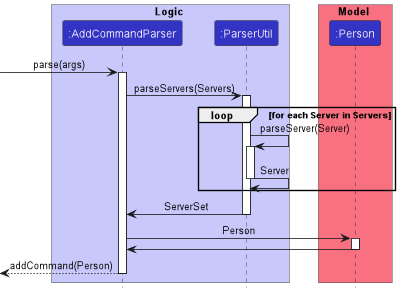 Logic
Model
:AddCommandParser
:ParserUtil
:Person
parse(args)
parseServers(Servers)
loop
[for each Server in Servers]
parseServer(Server)
Server
ServerSet
Person
addCommand(Person)